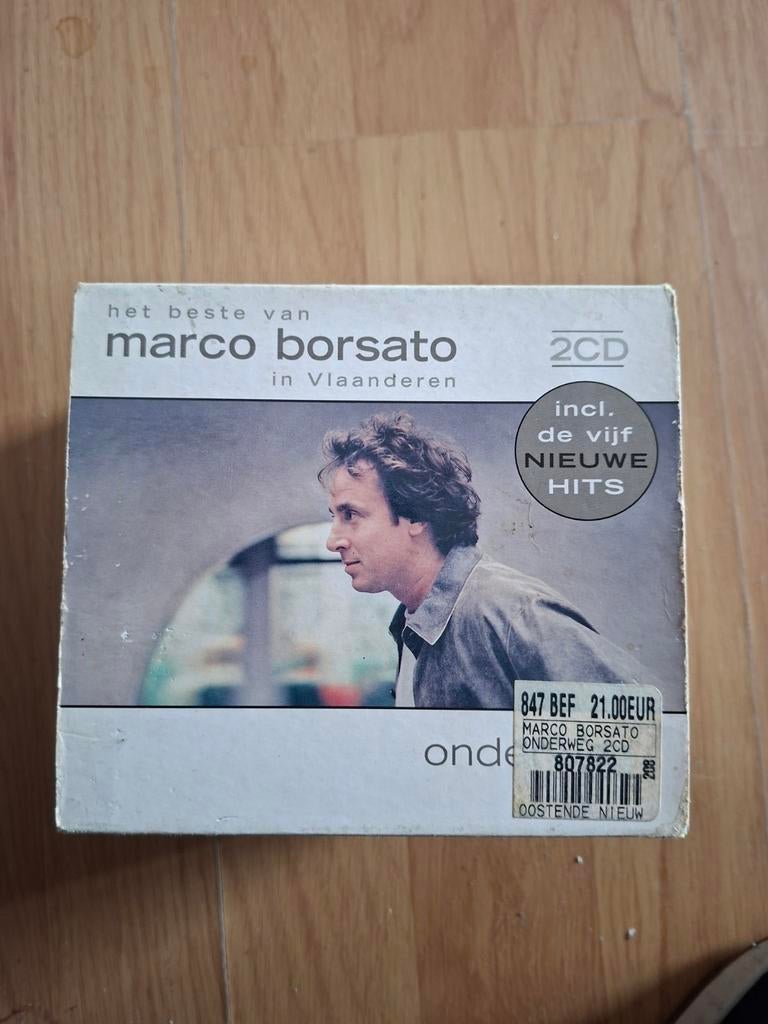 het beste van
marco borsato
in Vlaanderen
2CD
incl.
de vijf
NIEUWE
HITS
onde
847 BEF 21.00EUR
MARCO BORSATO
ONDERWEG 2CD
807822
208
OOSTENDE NIEUW